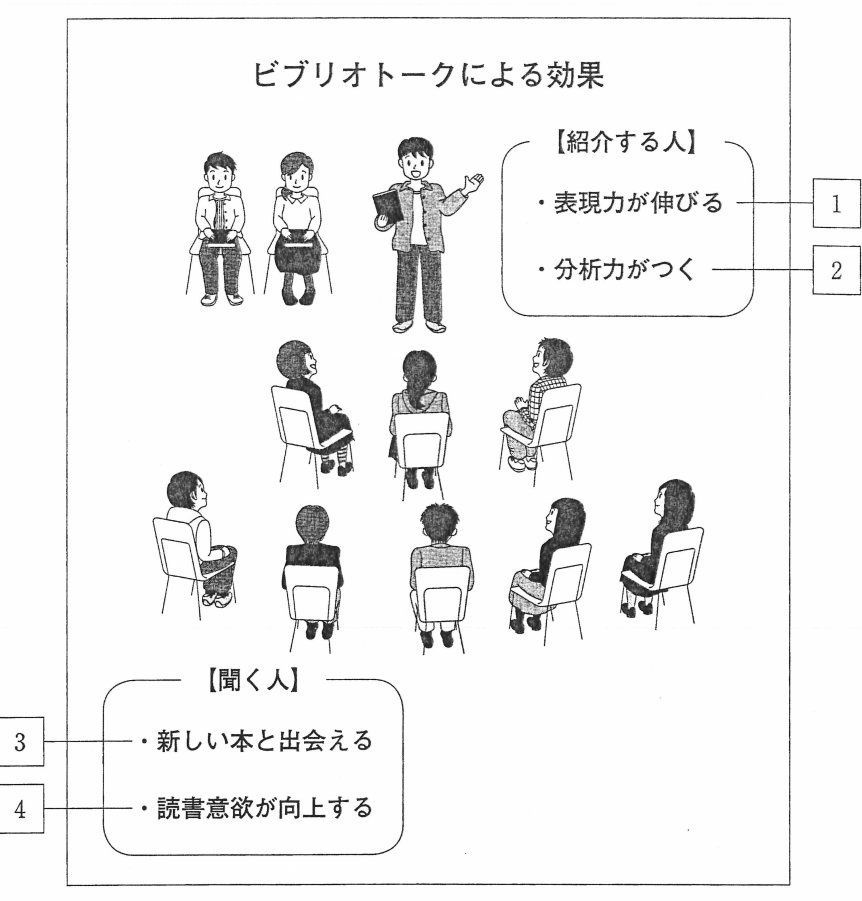 ビブリオトークによる効果
【紹介する人】
・表現力が伸びる
1
・分析力がつく
2
【聞く人】
3
・新しい本と出会える
4
・読書意欲が向上する